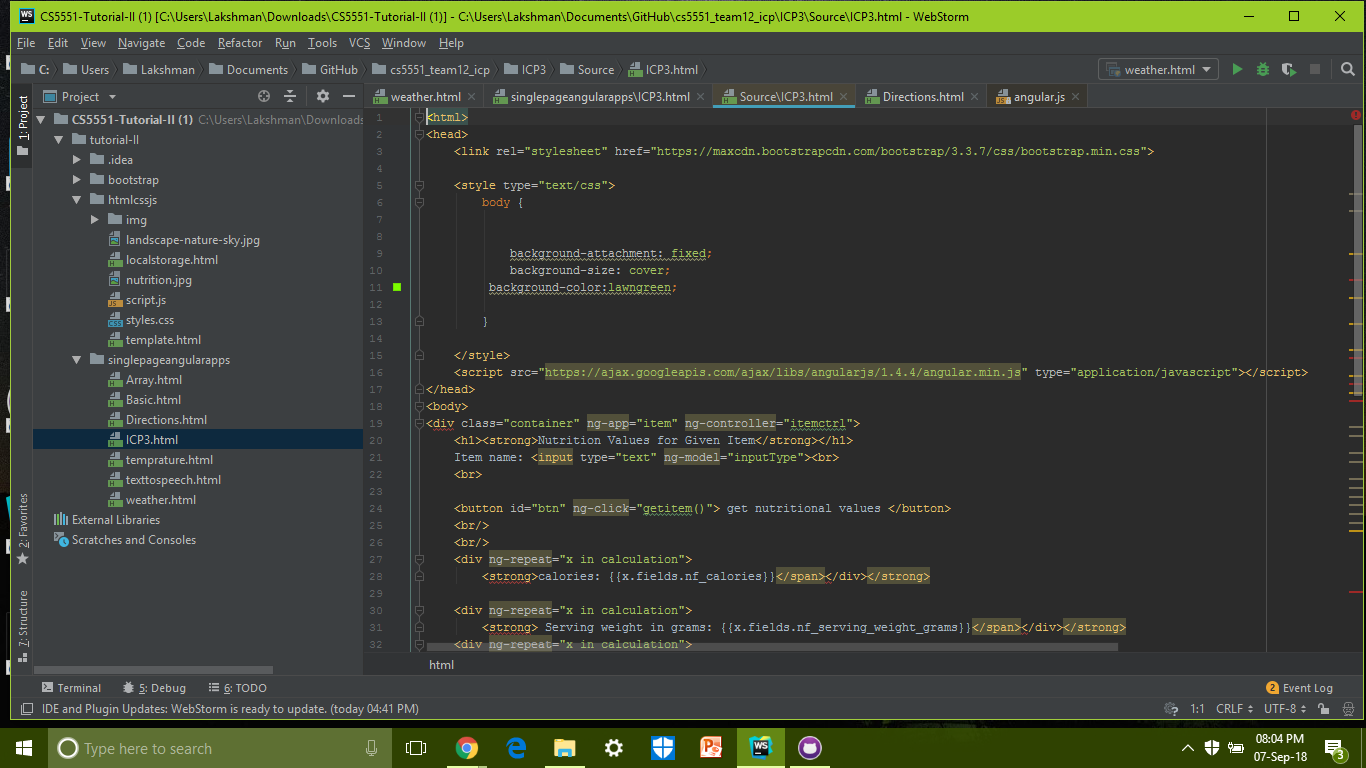 CS5551-Tutorial-II (1) [C:\Users\Lakshman\Downloads\CS5551-Tutorial-II (1)] - C:\Users\Lakshman\Documents\GitHub\cs5551_team12_icp\ICP3\Source\ICP3.html - WebStorm
File Edit View Navigate Code Refactor Run Tools VCS Window Help
C: Users Lakshman Documents GitHub cs5551_team12_icp ICP3 Source ICP3.html weather.html
Project weather.html singlepageangularapps\ICP3.html Source\ICP3.html Directions.html angular.js
1: Project
2: Favorites
7: Structure
CS5551-Tutorial-II (1) C:\Users\Lakshman\Downloads
tutorial-II
.idea
bootstrap
htmlcssjs
img
landscape-nature-sky.jpg
localstorage.html
nutrition.jpg
script.js
styles.css
template.html
singlepageangularapps
Array.html
Basic.html
Directions.html
ICP3.html
temprature.html
texttospeech.html
weather.html
External Libraries
Scratches and Consoles
1 <html>
2 <head>
3 <link rel="stylesheet" href="https://maxcdn.bootstrapcdn.com/bootstrap/3.3.7/css/bootstrap.min.css">
4
5 <style type="text/css">
6 body {
7
8
9 background-attachment: fixed;
10 background-size: cover;
11 background-color:lawngreen;
12
13 }
14
15 </style>
16 <script src="https://ajax.googleapis.com/ajax/libs/angularjs/1.4.4/angular.min.js" type="application/javascript"></script>
17 </head>
18 <body>
19 <div class="container" ng-app="item" ng-controller="itemctrl">
20 <h1><strong>Nutrition Values for Given Item</strong></h1>
21 Item name: <input type="text" ng-model="inputType"><br>
22 <br>
23
24 <button id="btn" ng-click="getitem()"> get nutritional values </button>
25 <br/>
26 <br/>
27 <div ng-repeat="x in calculation">
28 <strong>calories: {{x.fields.nf_calories}}</span></div></strong>
29
30 <div ng-repeat="x in calculation">
31 <strong> Serving weight in grams: {{x.fields.nf_serving_weight_grams}}</span></div></strong>
32 <div ng-repeat="x in calculation">
html
Terminal 5: Debug 6: TODO 2 Event Log
IDE and Plugin Updates: WebStorm is ready to update. (today 04:41 PM) 1:1 CRLF UTF-8
Type here to search
08:04 PM
07-Sep-18
3